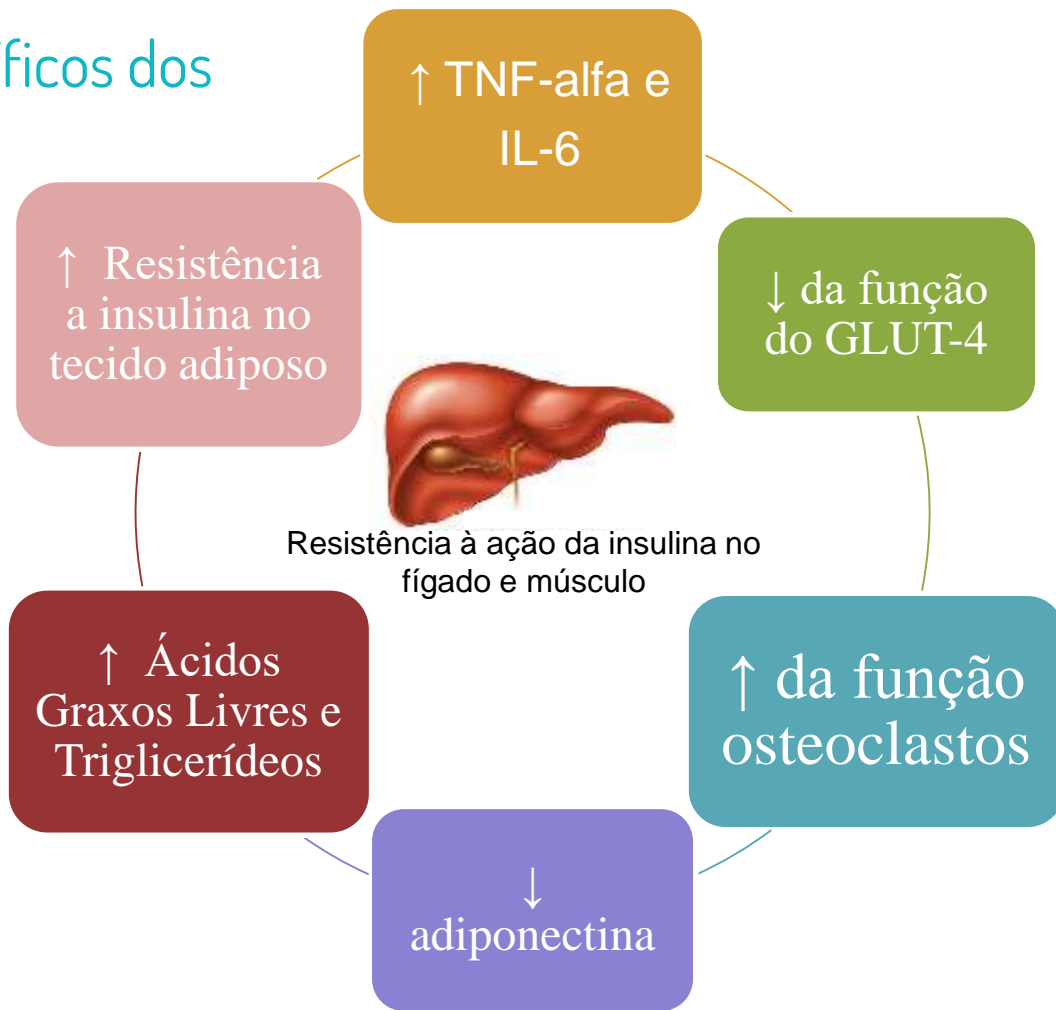 ficos dos
↑ TNF-alfa e
IL-6
↓ da função
do GLUT-4
↑ da função
osteoclastos
↓
adiponectina
↑ Ácidos
Graxos Livres e
Triglicerídeos
↑ Resistência
a insulina no
tecido adiposo
Resistência à ação da insulina no
fígado e músculo